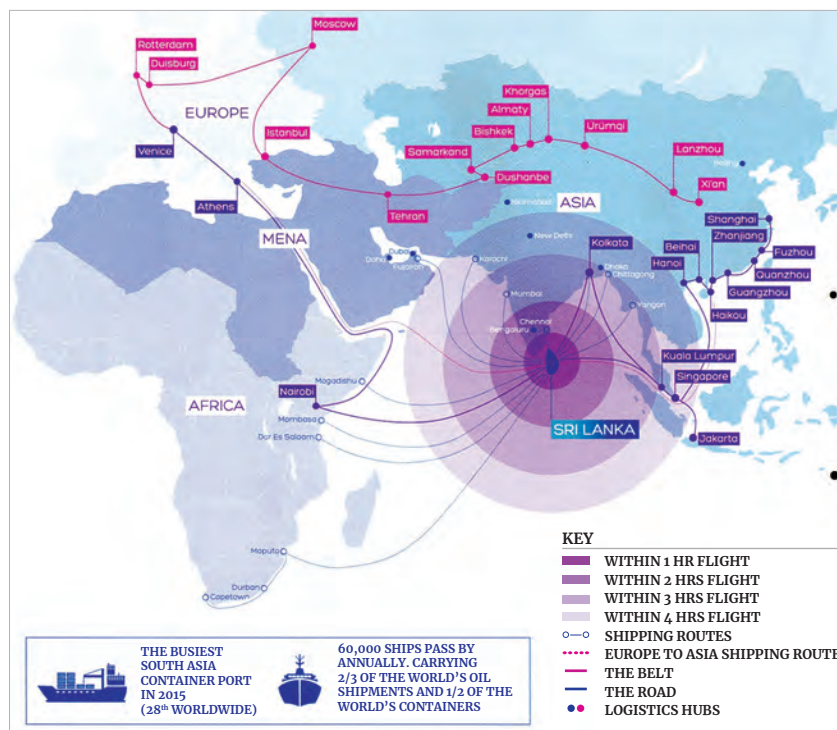 Moscow
Rotterdam
Duisburg
Khorgas
EUROPE
Almaty
Istanbul
Bishkek
Urümqi
Venice
Samarkand
Lanzhou
Dushanbe
Xi'an
Athens
ASIA
Tehran
Shanghai
MENA
New Delhi
Kolkata
Beihai
Zhanjiang
Fuzhou
Doha
Dubai
Fujairah
Karachi
Dhaka
Hanoi
Quanzhou
Chittagong
Guangzhou
Mumbai
Yangon
Haikou
Chennai
Bengaluru
Kuala Lumpur
Mogadishu
Singapore
Nairobi
AFRICA
Mombasa
SRI LANKA
Dar Es Salaam
Jakarta
Maputo
Durban
Capetown
KEY
WITHIN 1 HR FLIGHT
WITHIN 2 HRS FLIGHT
WITHIN 3 HRS FLIGHT
WITHIN 4 HRS FLIGHT
SHIPPING ROUTES
EUROPE TO ASIA SHIPPING ROUTE
THE BELT
THE ROAD
LOGISTICS HUBS
THE BUSIEST
SOUTH ASIA
CONTAINER PORT
IN 2015
(28th WORLDWIDE)
60,000 SHIPS PASS BY
ANNUALLY. CARRYING
2/3 OF THE WORLD'S OIL
SHIPMENTS AND 1/2 OF THE
WORLD'S CONTAINERS